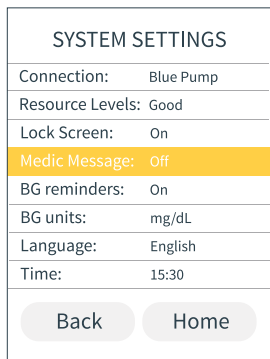 SYSTEM SETTINGS
Connection: Blue Pump
Resource Levels: Good
Lock Screen: On
Medic Message: Off
BG reminders: On
BG units: mg/dL
Language: English
Time: 15:30
Back Home